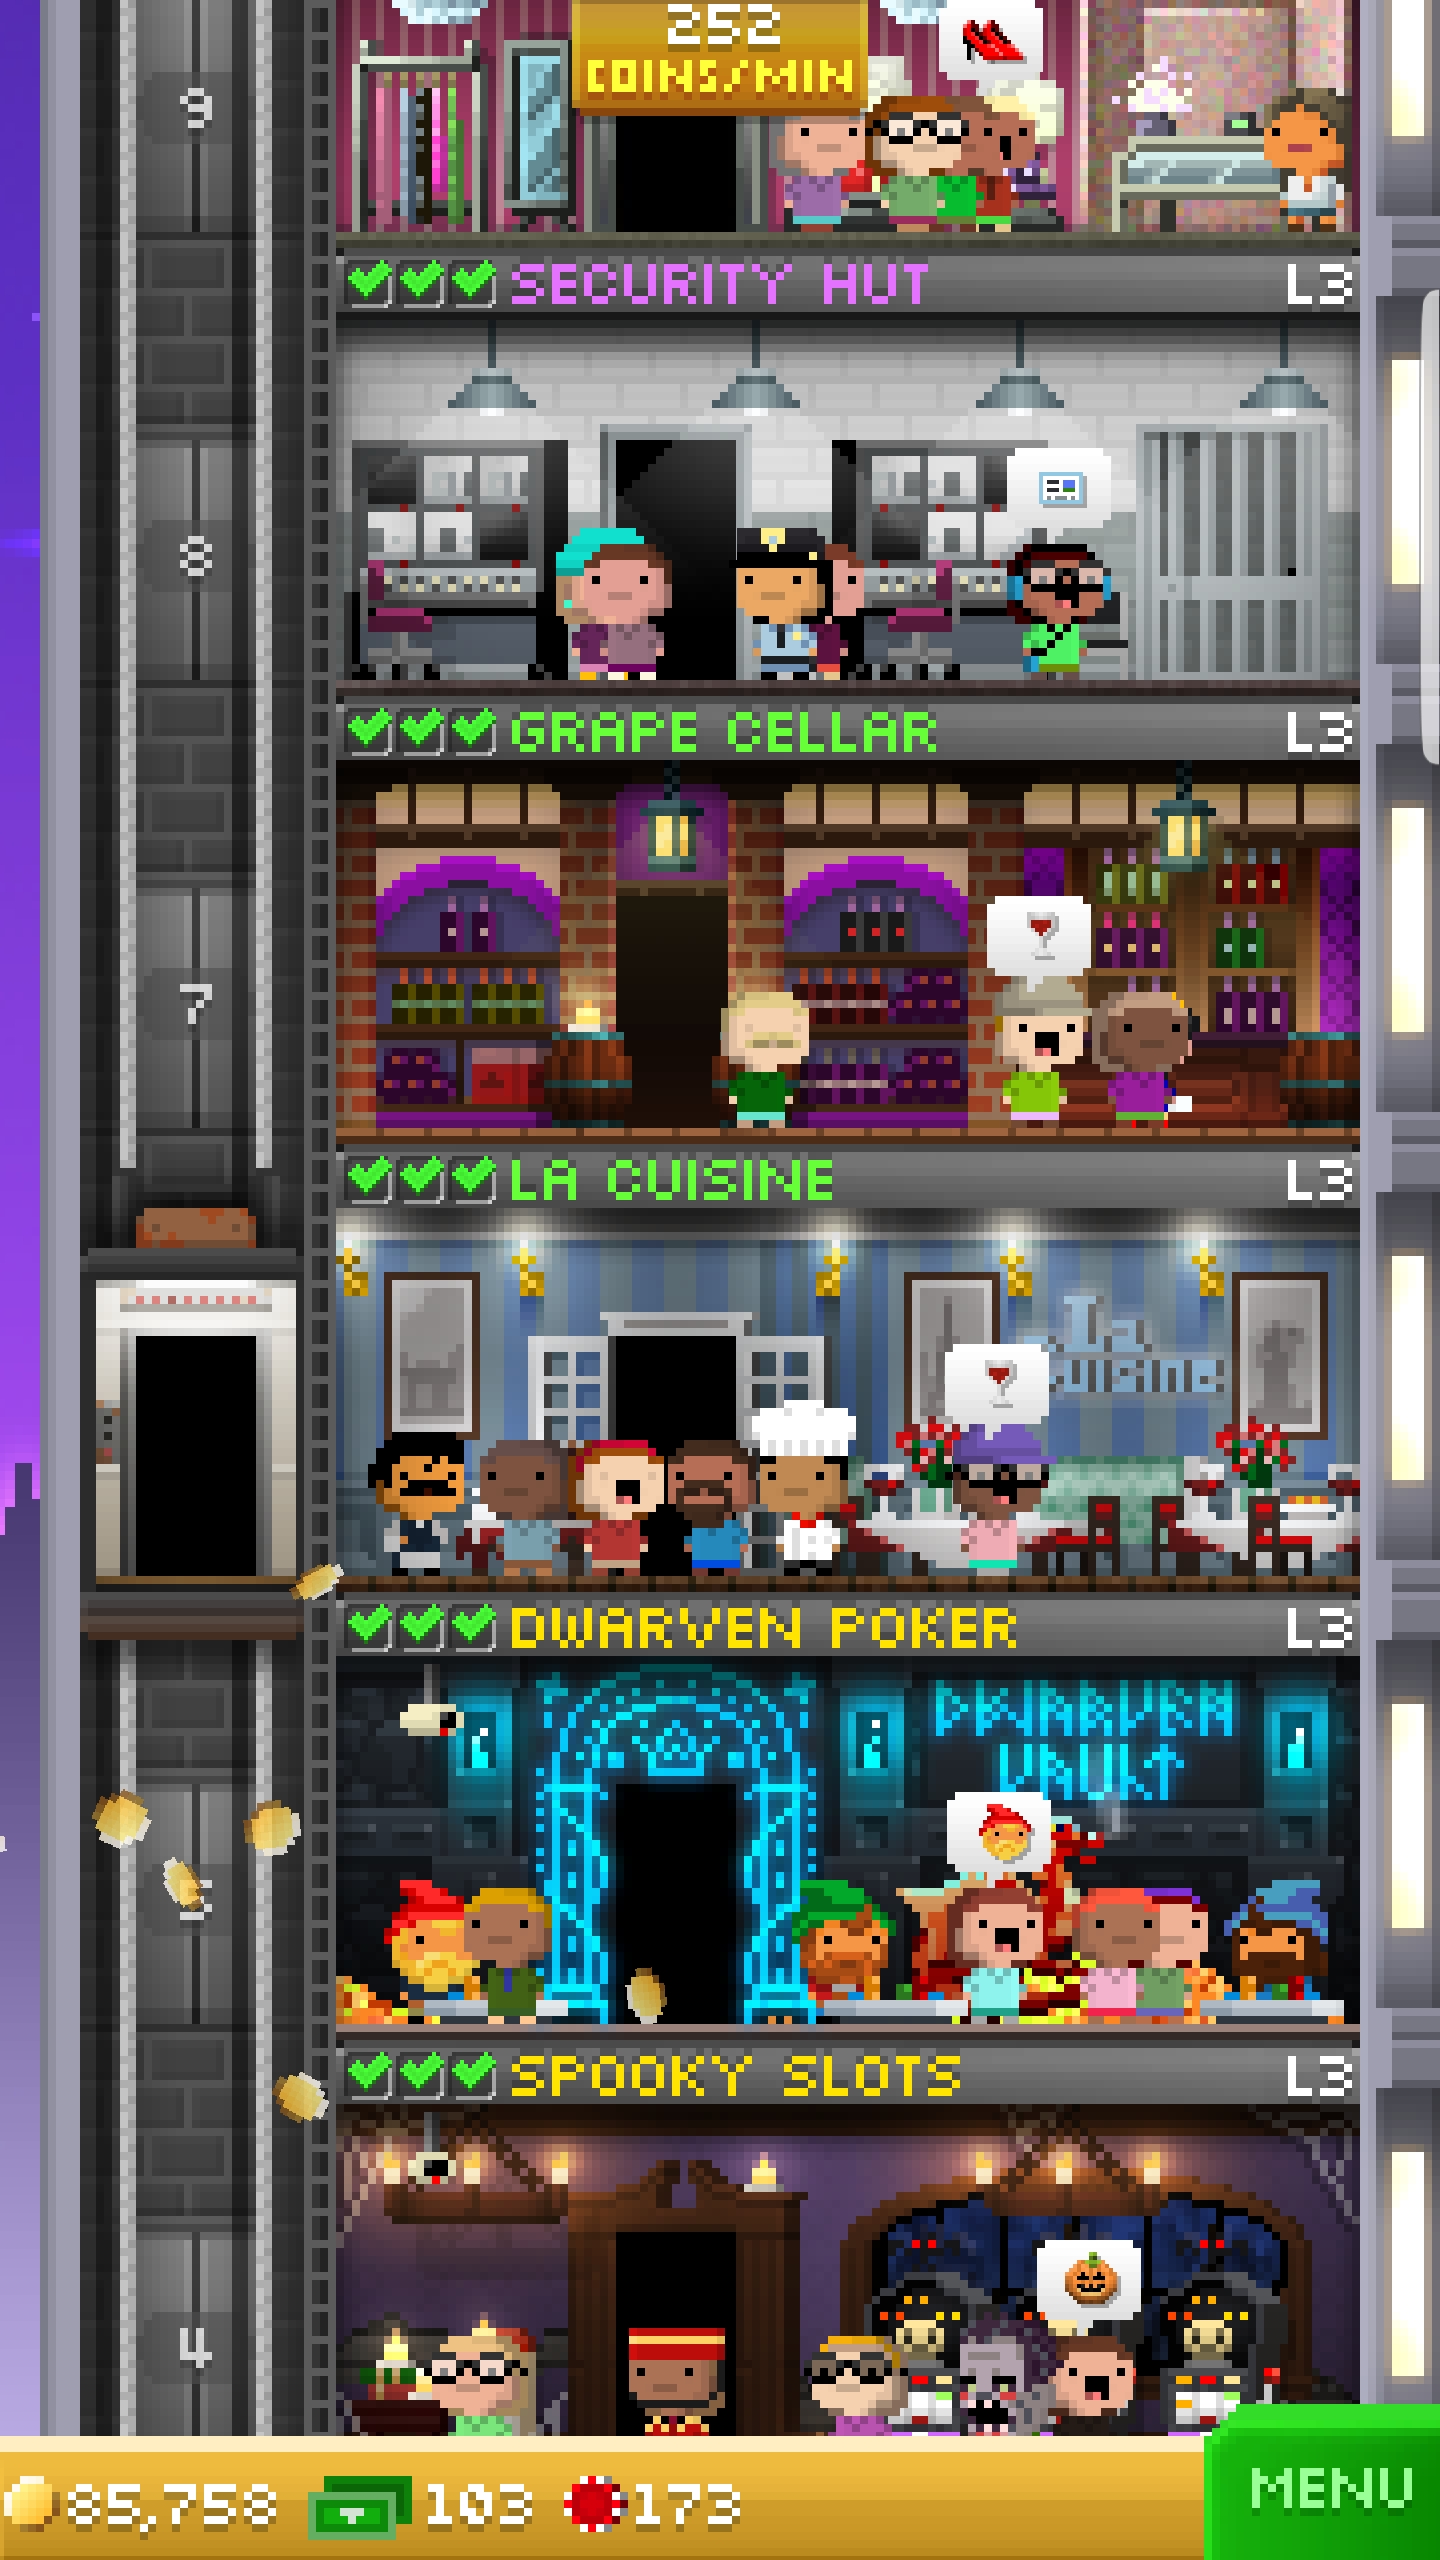 252
COINS/MIN
9
SECURITY HUT L3
8
GRAPE CELLAR L3
7
LA CUISINE L3
La
Cuisine
DWARVEN POKER L3
DWARVEN
VAULT
SPOOKY SLOTS L3
4
85,758 103 173
MENU